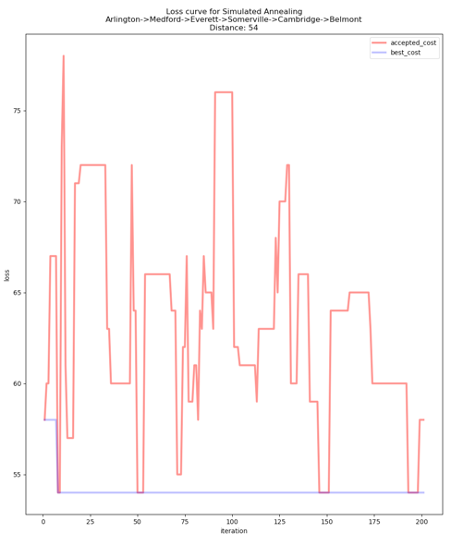 Loss curve for Simulated Annealing
Arlington->Medford->Everett->Somerville->Cambridge->Belmont
Distance: 54
accepted_cost
best_cost
75
70
65
60
55
loss
0 25 50 75 100 125 150 175 200
iteration